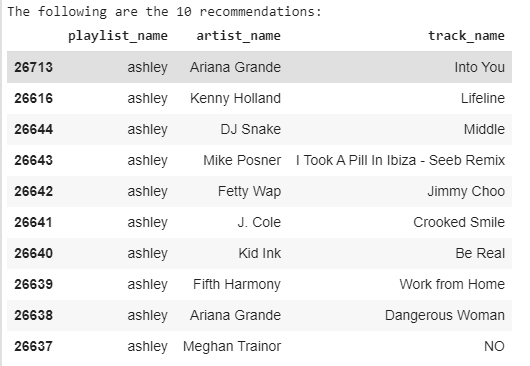 The following are the 10 recommendations:
playlist_name artist_name track_name
26713 ashley Ariana Grande Into You
26616 ashley Kenny Holland Lifeline
26644 ashley DJ Snake Middle
26643 ashley Mike Posner I Took A Pill In Ibiza - Seeb Remix
26642 ashley Fetty Wap Jimmy Choo
26641 ashley J. Cole Crooked Smile
26640 ashley Kid Ink Be Real
26639 ashley Fifth Harmony Work from Home
26638 ashley Ariana Grande Dangerous Woman
26637 ashley Meghan Trainor NO